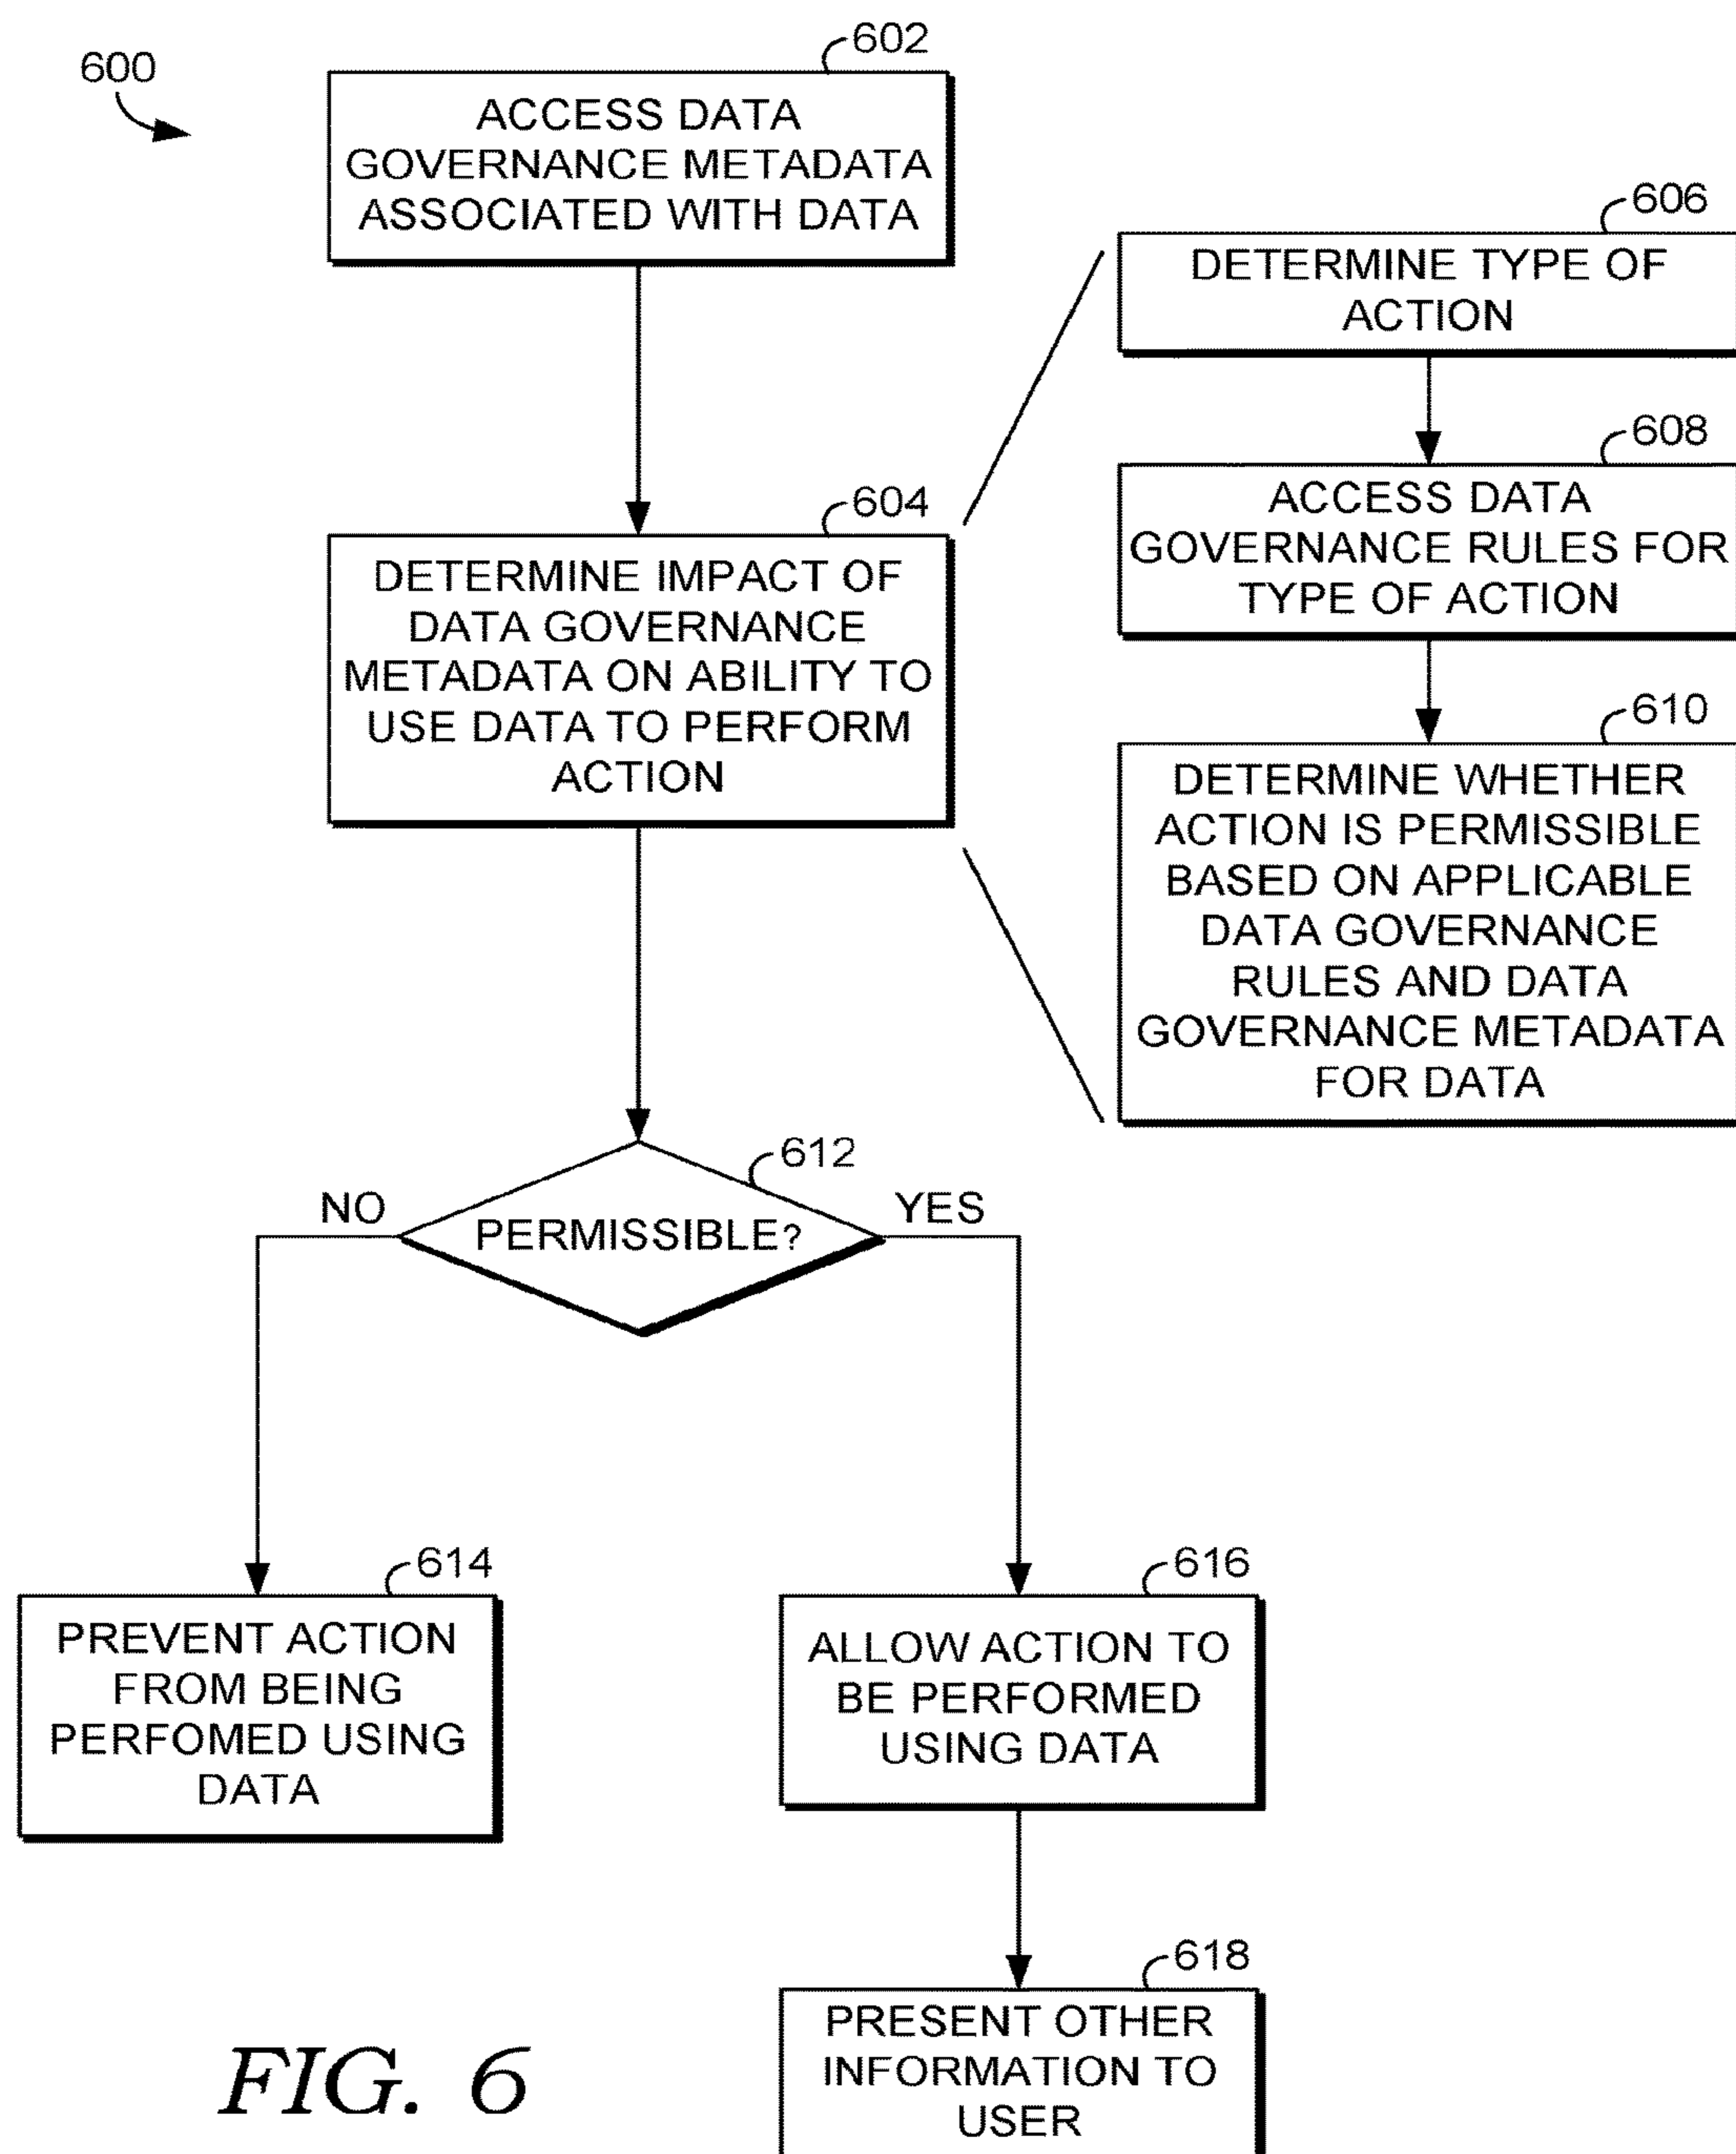 600
602
ACCESS DATA
GOVERNANCE METADATA
ASSOCIATED WITH DATA
604
DETERMINE IMPACT OF
DATA GOVERNANCE
METADATA ON ABILITY TO
USE DATA TO PERFORM
ACTION
606
DETERMINE TYPE OF
ACTION
608
ACCESS DATA
GOVERNANCE RULES FOR
TYPE OF ACTION
610
DETERMINE WHETHER
ACTION IS PERMISSIBLE
BASED ON APPLICABLE
DATA GOVERNANCE
RULES AND DATA
GOVERNANCE METADATA
FOR DATA
612
NO
PERMISSIBLE?
YES
614
PREVENT ACTION
FROM BEING
PERFOMED USING
DATA
616
ALLOW ACTION TO
BE PERFORMED
USING DATA
618
PRESENT OTHER
INFORMATION TO
USER
FIG. 6